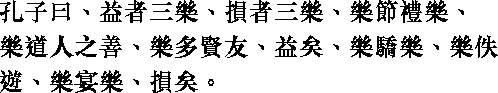 孔子曰、益者三樂、損者三樂、樂節禮樂、
樂道人之善、樂多賢友、益矣、樂驕樂、樂佚
遊、樂宴樂、損矣。